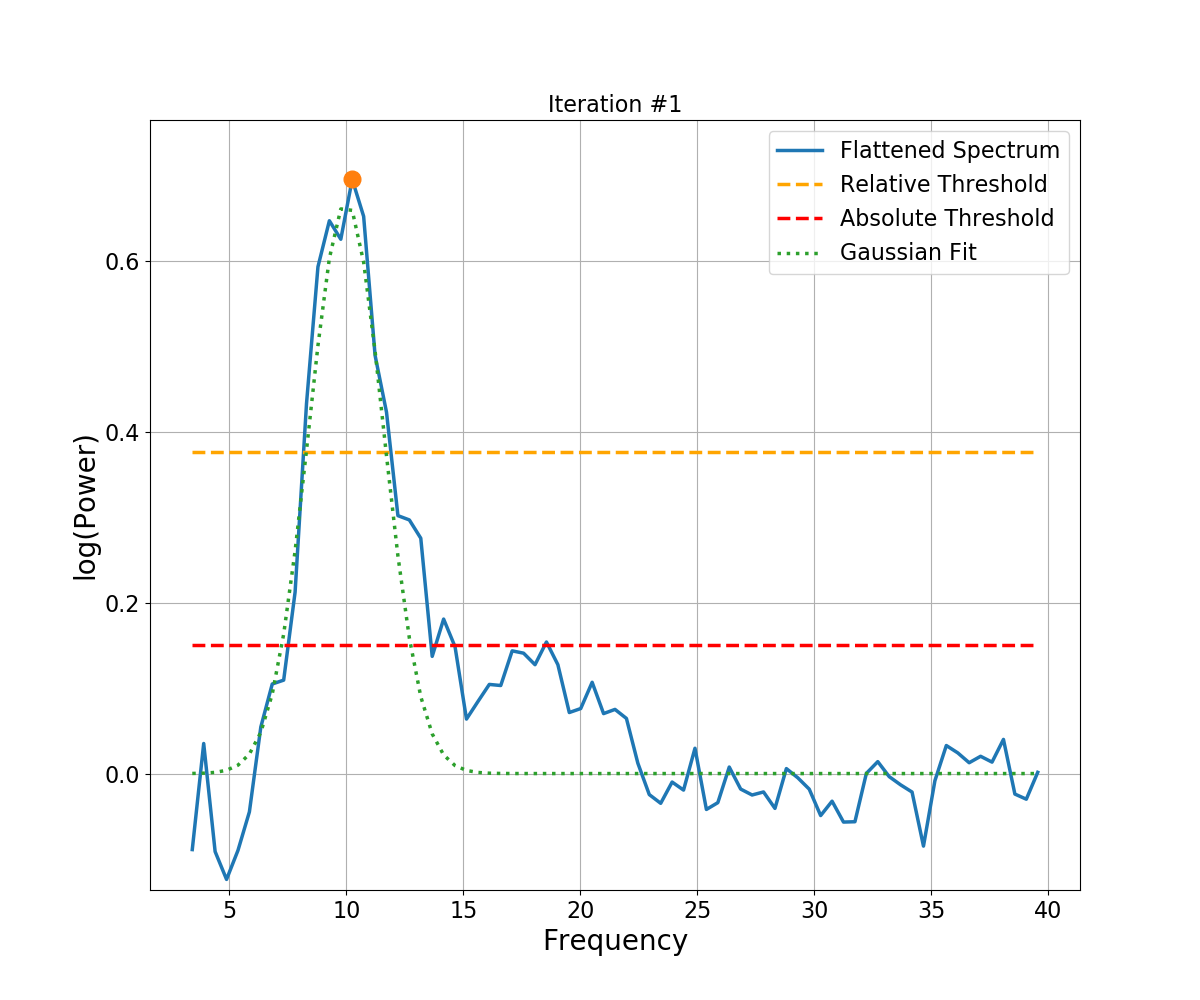 Iteration #1
Flattened Spectrum
Relative Threshold
Absolute Threshold
Gaussian Fit
log(Power)
0.6
0.4
0.2
0.0
5 10 15 20 25 30 35 40
Frequency